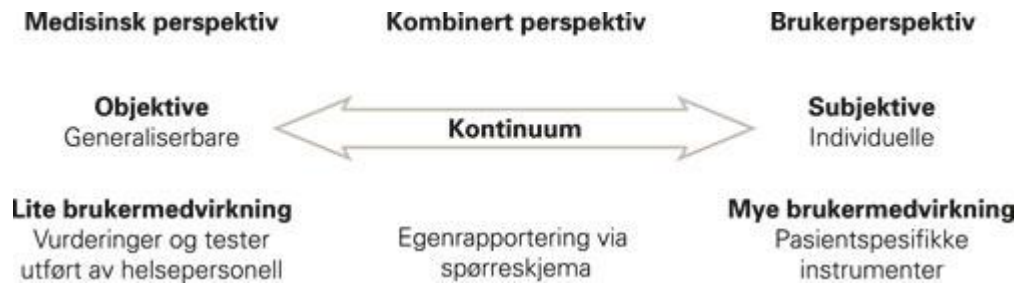 Medisinsk perspektiv Kombinert perspektiv Brukerperspektiv
Objektive
Generaliserbare
Kontinuum
Subjektive
Individuelle
Lite brukermedvirkning
Vurderinger og tester
utført av helsepersonell
Egenrapportering via
spørreskjema
Mye brukermedvirkning
Pasientspesifikke
instrumenter